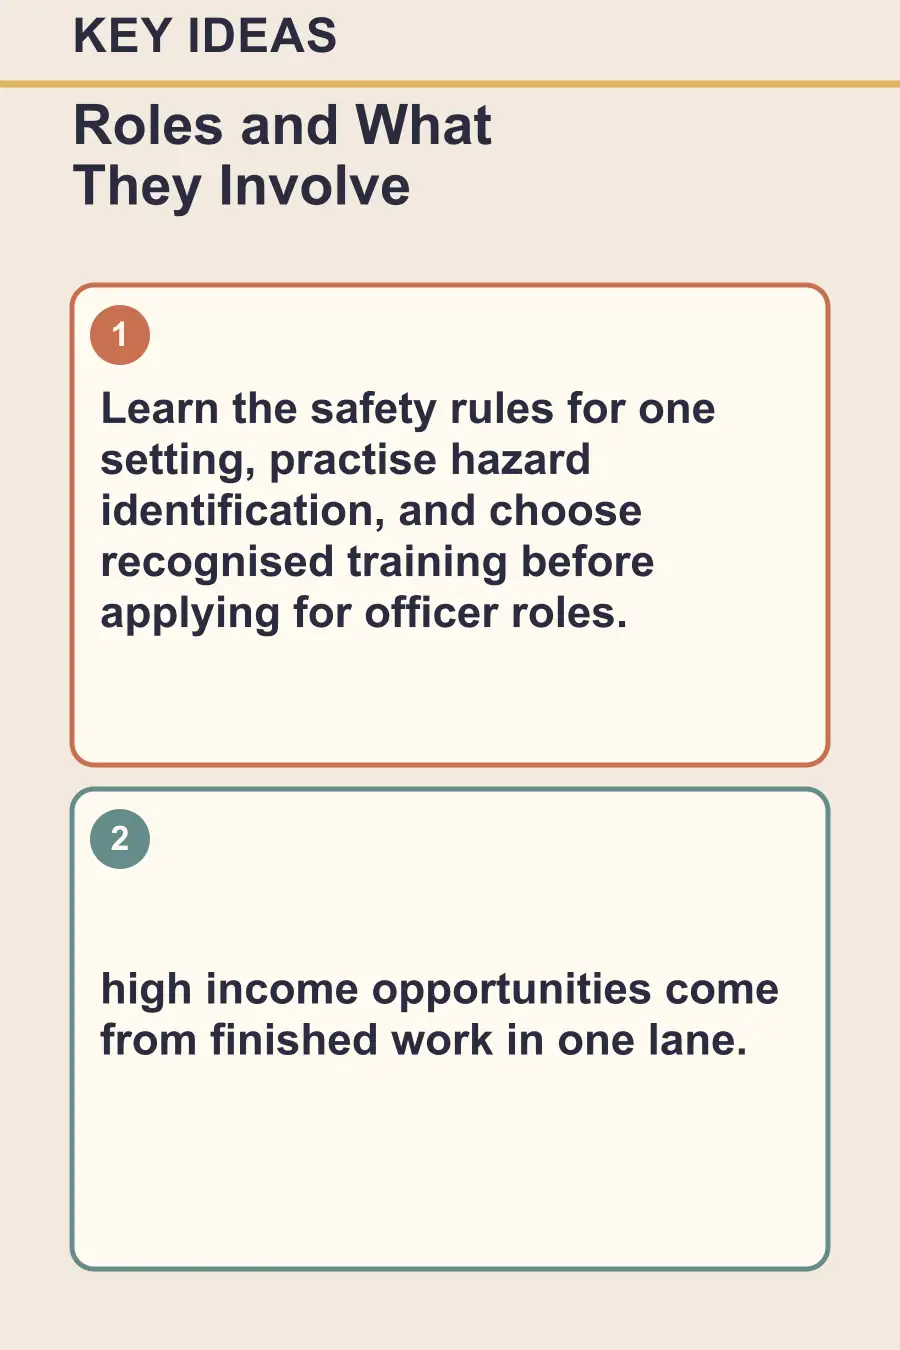 KEY IDEAS
Roles and What
They Involve
1
Learn the safety rules for one
setting, practise hazard
identification, and choose
recognised training before
applying for officer roles.
2
high income opportunities come
from finished work in one lane.